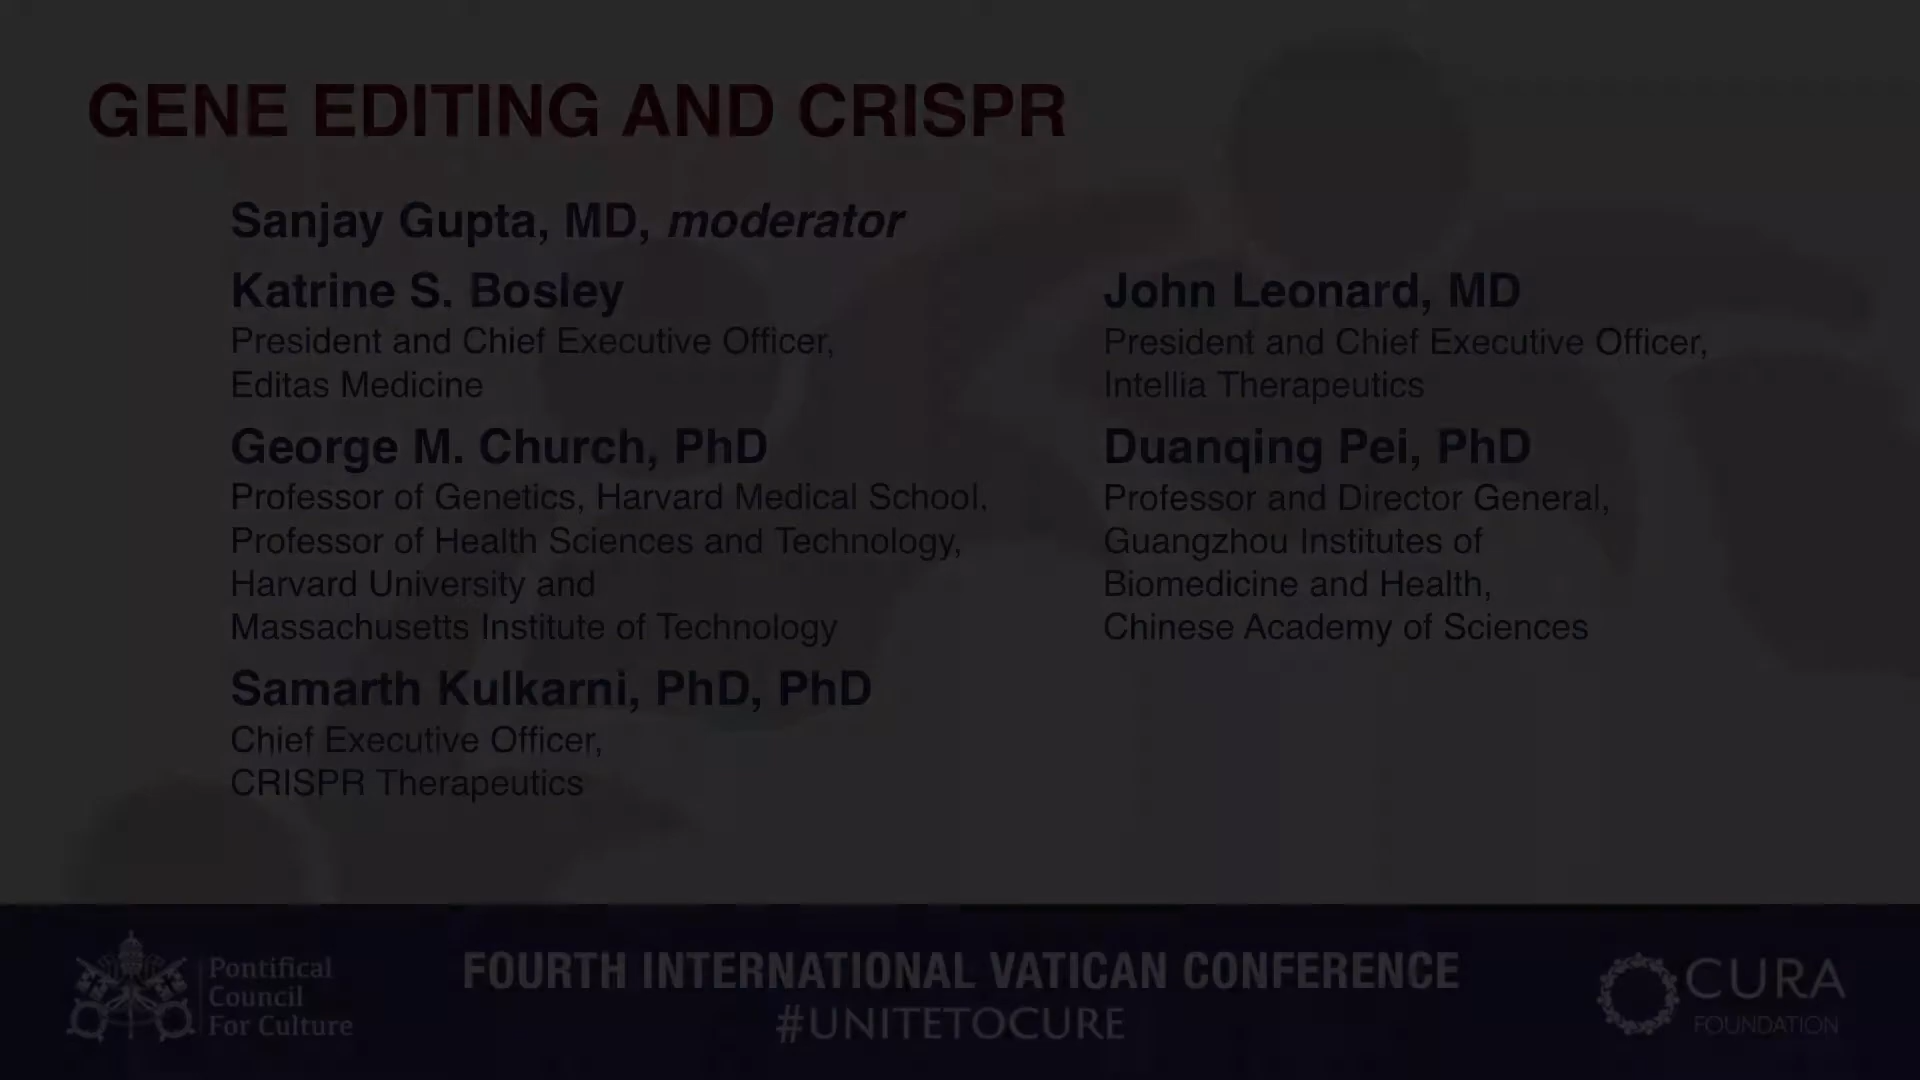 GENE EDITING AND CRISPR
Sanjay Gupta, MD, moderator
Katrine S. Bosley
President and Chief Executive Officer,
Editas Medicine
George M. Church, PhD
Professor of Genetics, Harvard Medical School,
Professor of Health Sciences and Technology,
Harvard University and
Massachusetts Institute of Technology
Samarth Kulkarni, PhD, PhD
Chief Executive Officer,
CRISPR Therapeutics
John Leonard, MD
President and Chief Executive Officer,
Intellia Therapeutics
Duanqing Pei, PhD
Professor and Director General,
Guangzhou Institutes of
Biomedicine and Health,
Chinese Academy of Sciences
Pontifical
Council
For Culture
FOURTH INTERNATIONAL VATICAN CONFERENCE
#UNITETOCURE
CURA
FOUNDATION